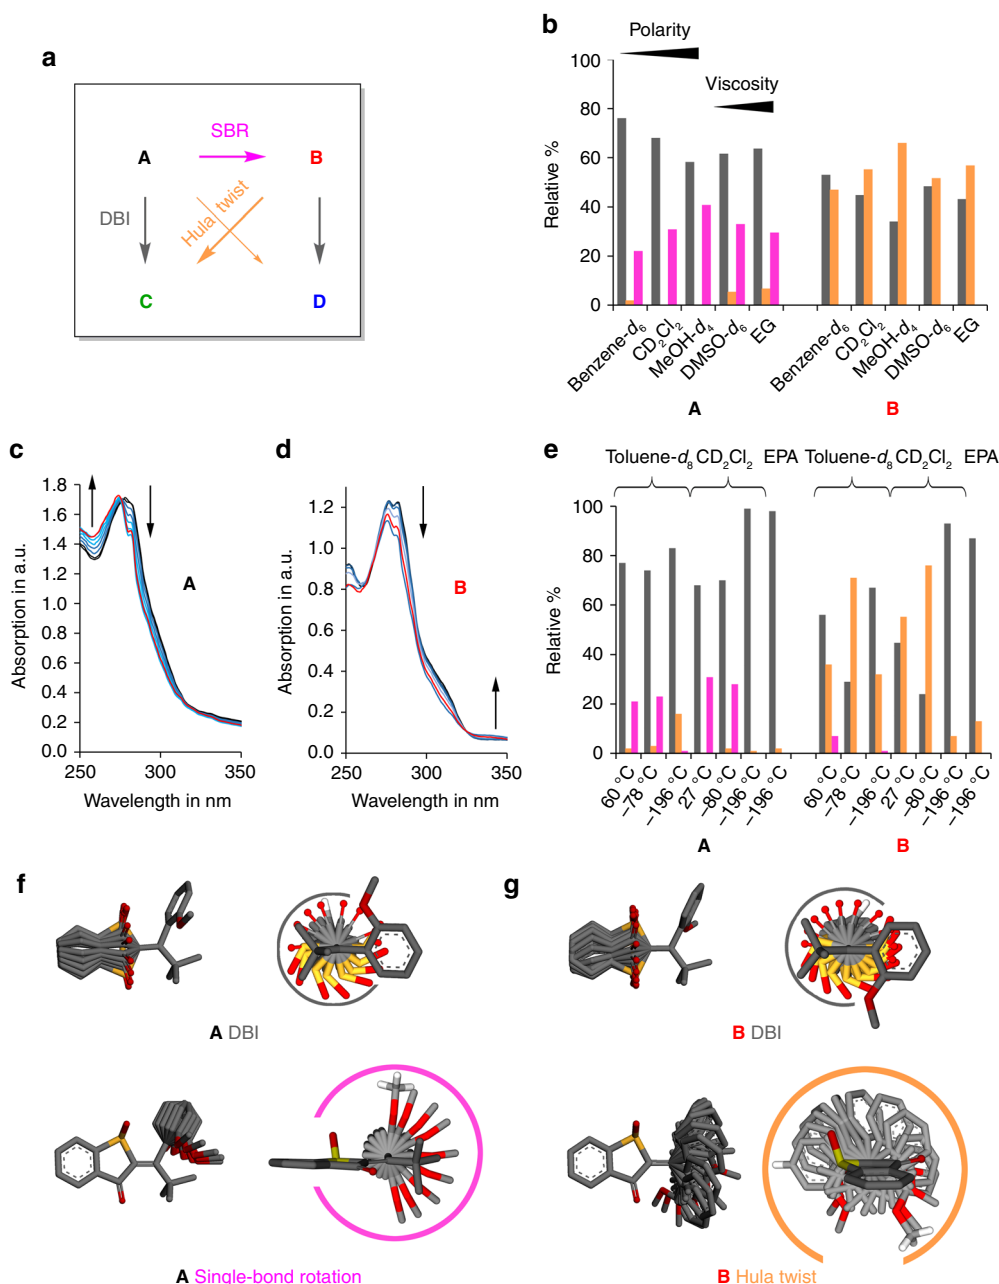 a
SBR
A
B
DBI
Hula twist
C
D
b
Polarity
Viscosity
100
80
60
40
20
0
Relative %
Benzene-d6
CD2Cl2
MeOH-d4
DMSO-d6
EG
Benzene-d6
CD2Cl2
MeOH-d4
DMSO-d6
EG
A
B
c
1.8
1.6
1.4
1.2
1.0
0.8
0.6
0.4
0.2
0.0
Absorption in a.u.
A
250 300 350
Wavelength in nm
d
1.2
1.0
0.8
0.6
0.4
0.2
0.0
Absorption in a.u.
B
250 300 350
Wavelength in nm
e
Toluene-d8 CD2Cl2 EPA Toluene-d8 CD2Cl2 EPA
100
80
60
40
20
0
Relative %
60 °C
–78 °C
–196 °C
27 °C
–80 °C
–196 °C
–196 °C
60 °C
–78 °C
–196 °C
27 °C
–80 °C
–196 °C
–196 °C
A
B
f
A DBI
A Single-bond rotation
g
B DBI
B Hula twist